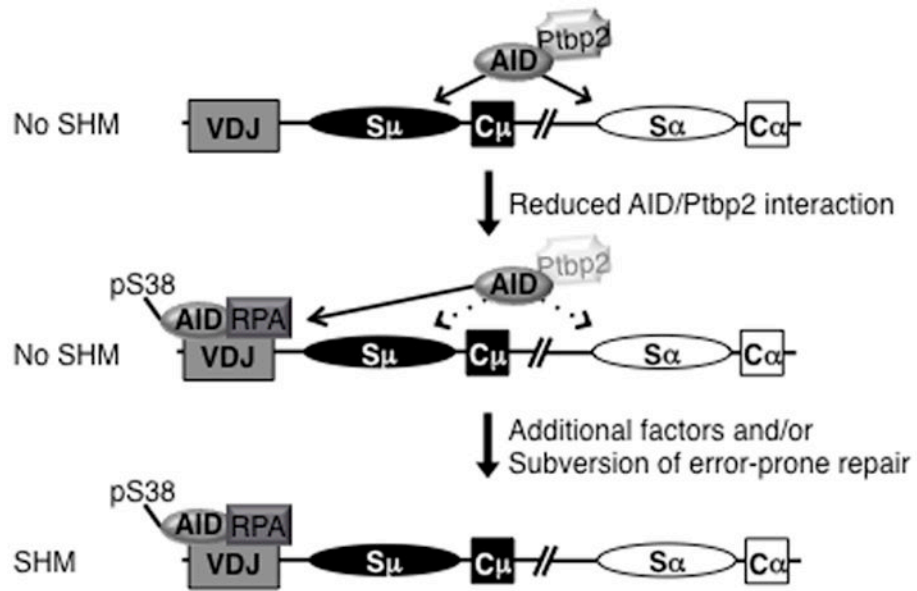 Ptbp2
AID
No SHM VDJ Sμ Cμ Sα Cα
Reduced AID/Ptbp2 interaction
Ptbp2
pS38 AID
AID RPA
No SHM VDJ Sμ Cμ Sα Cα
Additional factors and/or
Subversion of error-prone repair
pS38
AID RPA
SHM VDJ Sμ Cμ Sα Cα